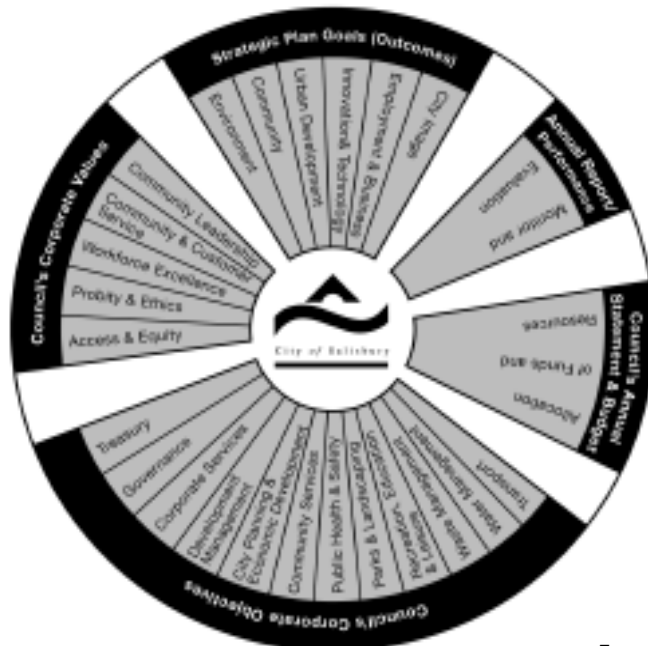 Strategic Plan Goals (Outcomes)
Environment
Community
Urban Development
Innovation& Technology
Employment & Business
City Image
Annual Report/
Performance
Monitor and
Evaluation
Council's Annual
Statement & Budget
Allocation
of Funds and
Resources
Council's Corporate Values
Community Leadership
Community & Customer
Service
Workforce Excellence
Probity & Ethics
Access & Equity
City of Salisbury
Treasury
Governance
Corporate Services
Development
Management
City Planning &
Economic Development
Community Services
Public Health & Safety
Parks & Landscaping
Recreation, Education
& Leisure
Waste Management
Water Management
Transport
Council's Corporate Objectives